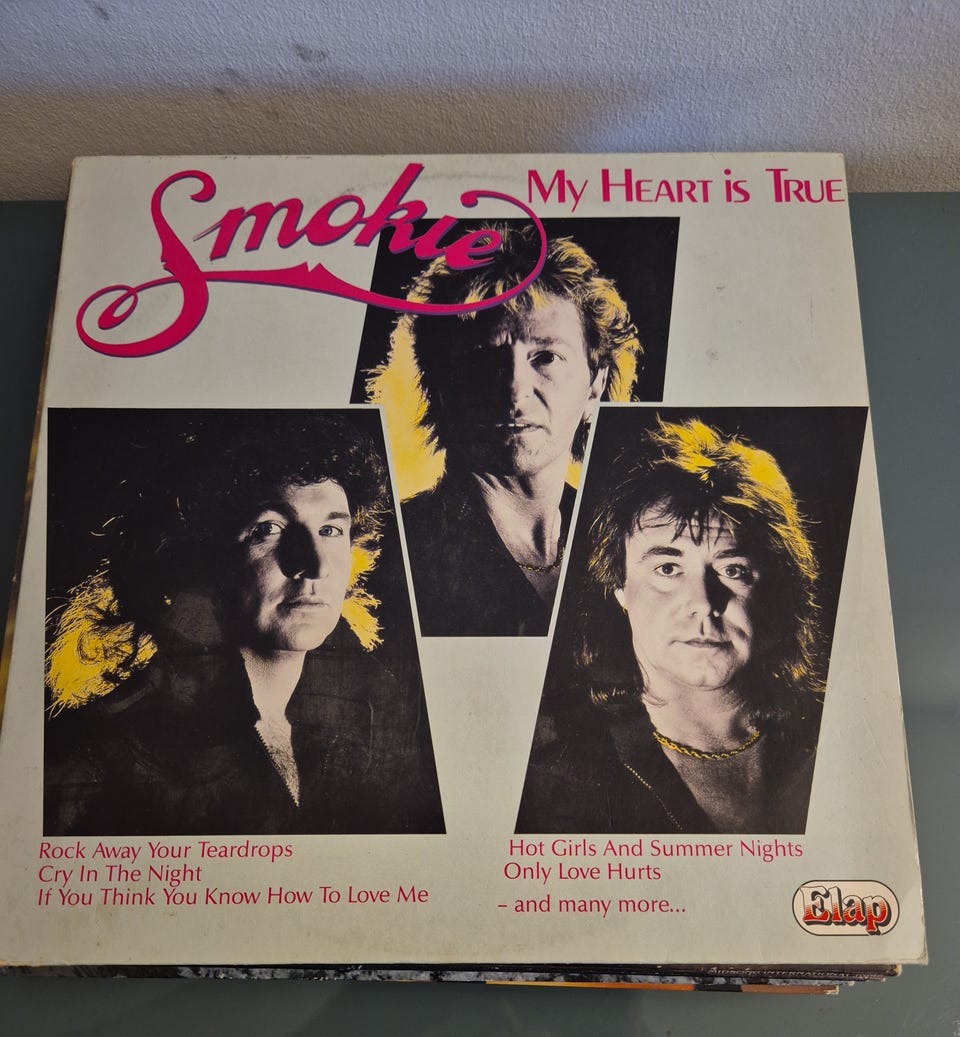 Smokie
My Heart is True
Rock Away Your Teardrops
Cry In The Night
If You Think You Know How To Love Me
Hot Girls And Summer Nights
Only Love Hurts
– and many more...
Elap
INTERNATIONAL